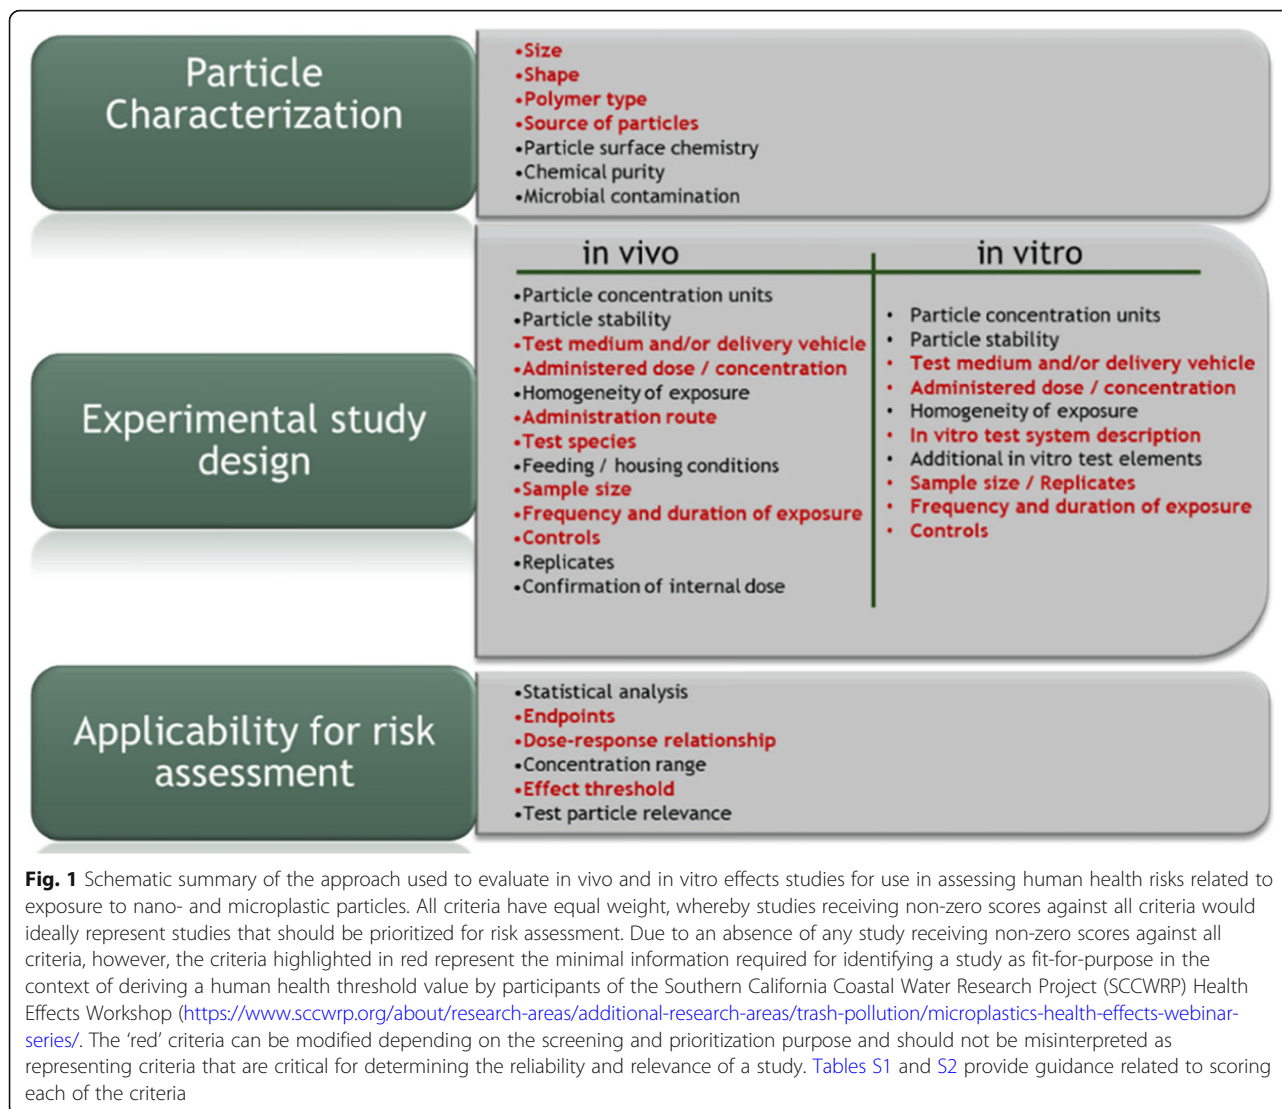 Particle
Characterization
•Size
•Shape
•Polymer type
•Source of particles
•Particle surface chemistry
•Chemical purity
•Microbial contamination
Experimental study
design
in vivo
•Particle concentration units
•Particle stability
•Test medium and/or delivery vehicle
•Administered dose / concentration
•Homogeneity of exposure
•Administration route
•Test species
•Feeding / housing conditions
•Sample size
•Frequency and duration of exposure
•Controls
•Replicates
•Confirmation of internal dose
in vitro
• Particle concentration units
• Particle stability
• Test medium and/or delivery vehicle
• Administered dose / concentration
• Homogeneity of exposure
• In vitro test system description
• Additional in vitro test elements
• Sample size / Replicates
• Frequency and duration of exposure
• Controls
Applicability for risk
assessment
•Statistical analysis
•Endpoints
•Dose-response relationship
•Concentration range
•Effect threshold
•Test particle relevance
Fig. 1 Schematic summary of the approach used to evaluate in vivo and in vitro effects studies for use in assessing human health risks related to
exposure to nano- and microplastic particles. All criteria have equal weight, whereby studies receiving non-zero scores against all criteria would
ideally represent studies that should be prioritized for risk assessment. Due to an absence of any study receiving non-zero scores against all
criteria, however, the criteria highlighted in red represent the minimal information required for identifying a study as fit-for-purpose in the
context of deriving a human health threshold value by participants of the Southern California Coastal Water Research Project (SCCWRP) Health
Effects Workshop (https://www.sccwrp.org/about/research-areas/additional-research-areas/trash-pollution/microplastics-health-effects-webinar-
series/. The ‘red’ criteria can be modified depending on the screening and prioritization purpose and should not be misinterpreted as
representing criteria that are critical for determining the reliability and relevance of a study. Tables S1 and S2 provide guidance related to scoring
each of the criteria